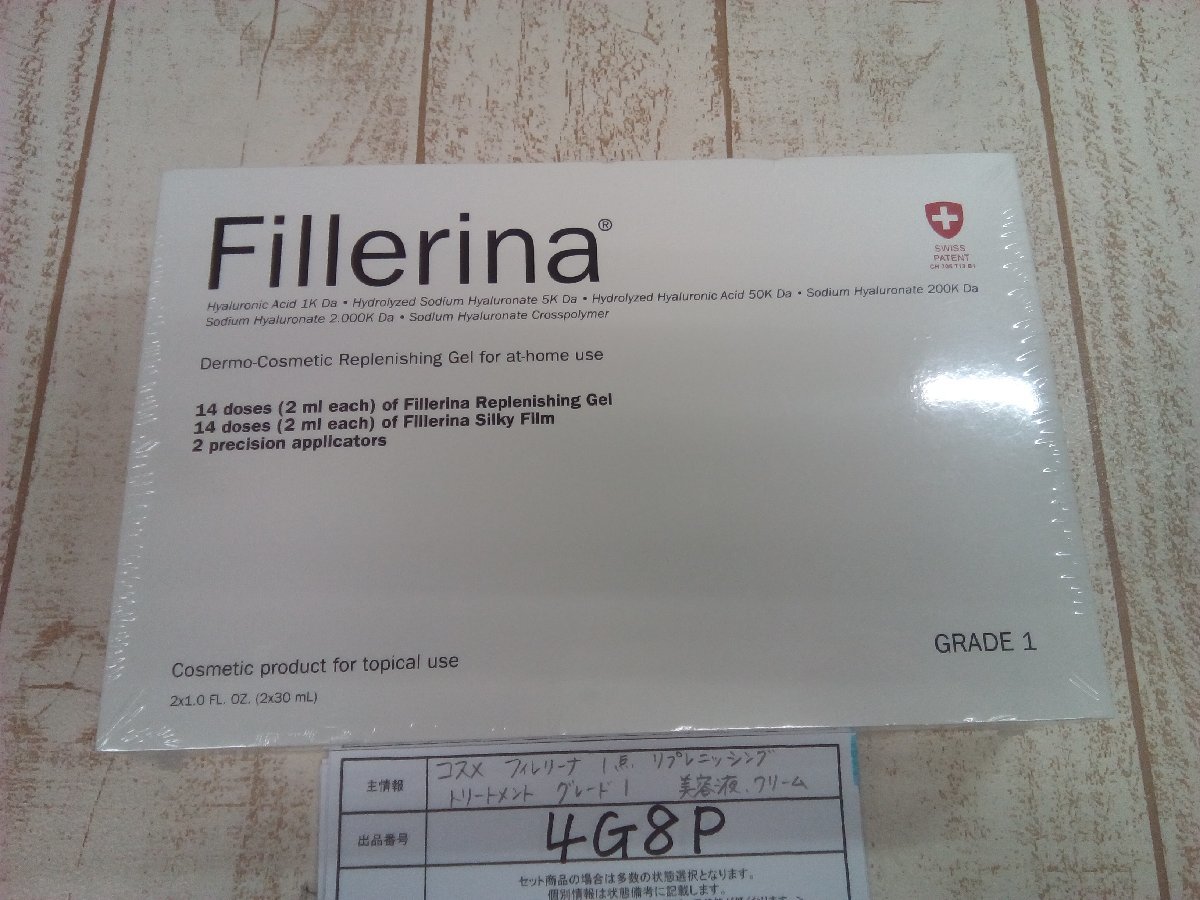 Fillerina®
SWISS
PATENT
CH 705 713 B1
Hyaluronic Acid 1K Da • Hydrolyzed Sodium Hyaluronate 5K Da • Hydrolyzed Hyaluronic Acid 50K Da • Sodium Hyaluronate 200K Da
Sodium Hyaluronate 2.000K Da • Sodium Hyaluronate Crosspolymer
Dermo-Cosmetic Replenishing Gel for at-home use
14 doses (2 ml each) of Fillerina Replenishing Gel
14 doses (2 ml each) of Fillerina Silky Film
2 precision applicators
GRADE 1
Cosmetic product for topical use
2x1.0 FL. OZ. (2x30 mL)
主情報
コスメ フィレリーナ 1点 リプレニッシング
トリートメント グレード1 美容液、クリーム
出品番号
4G8P
セット商品の場合は多数の状態選択となります。
個別情報は状態備考に記載します。